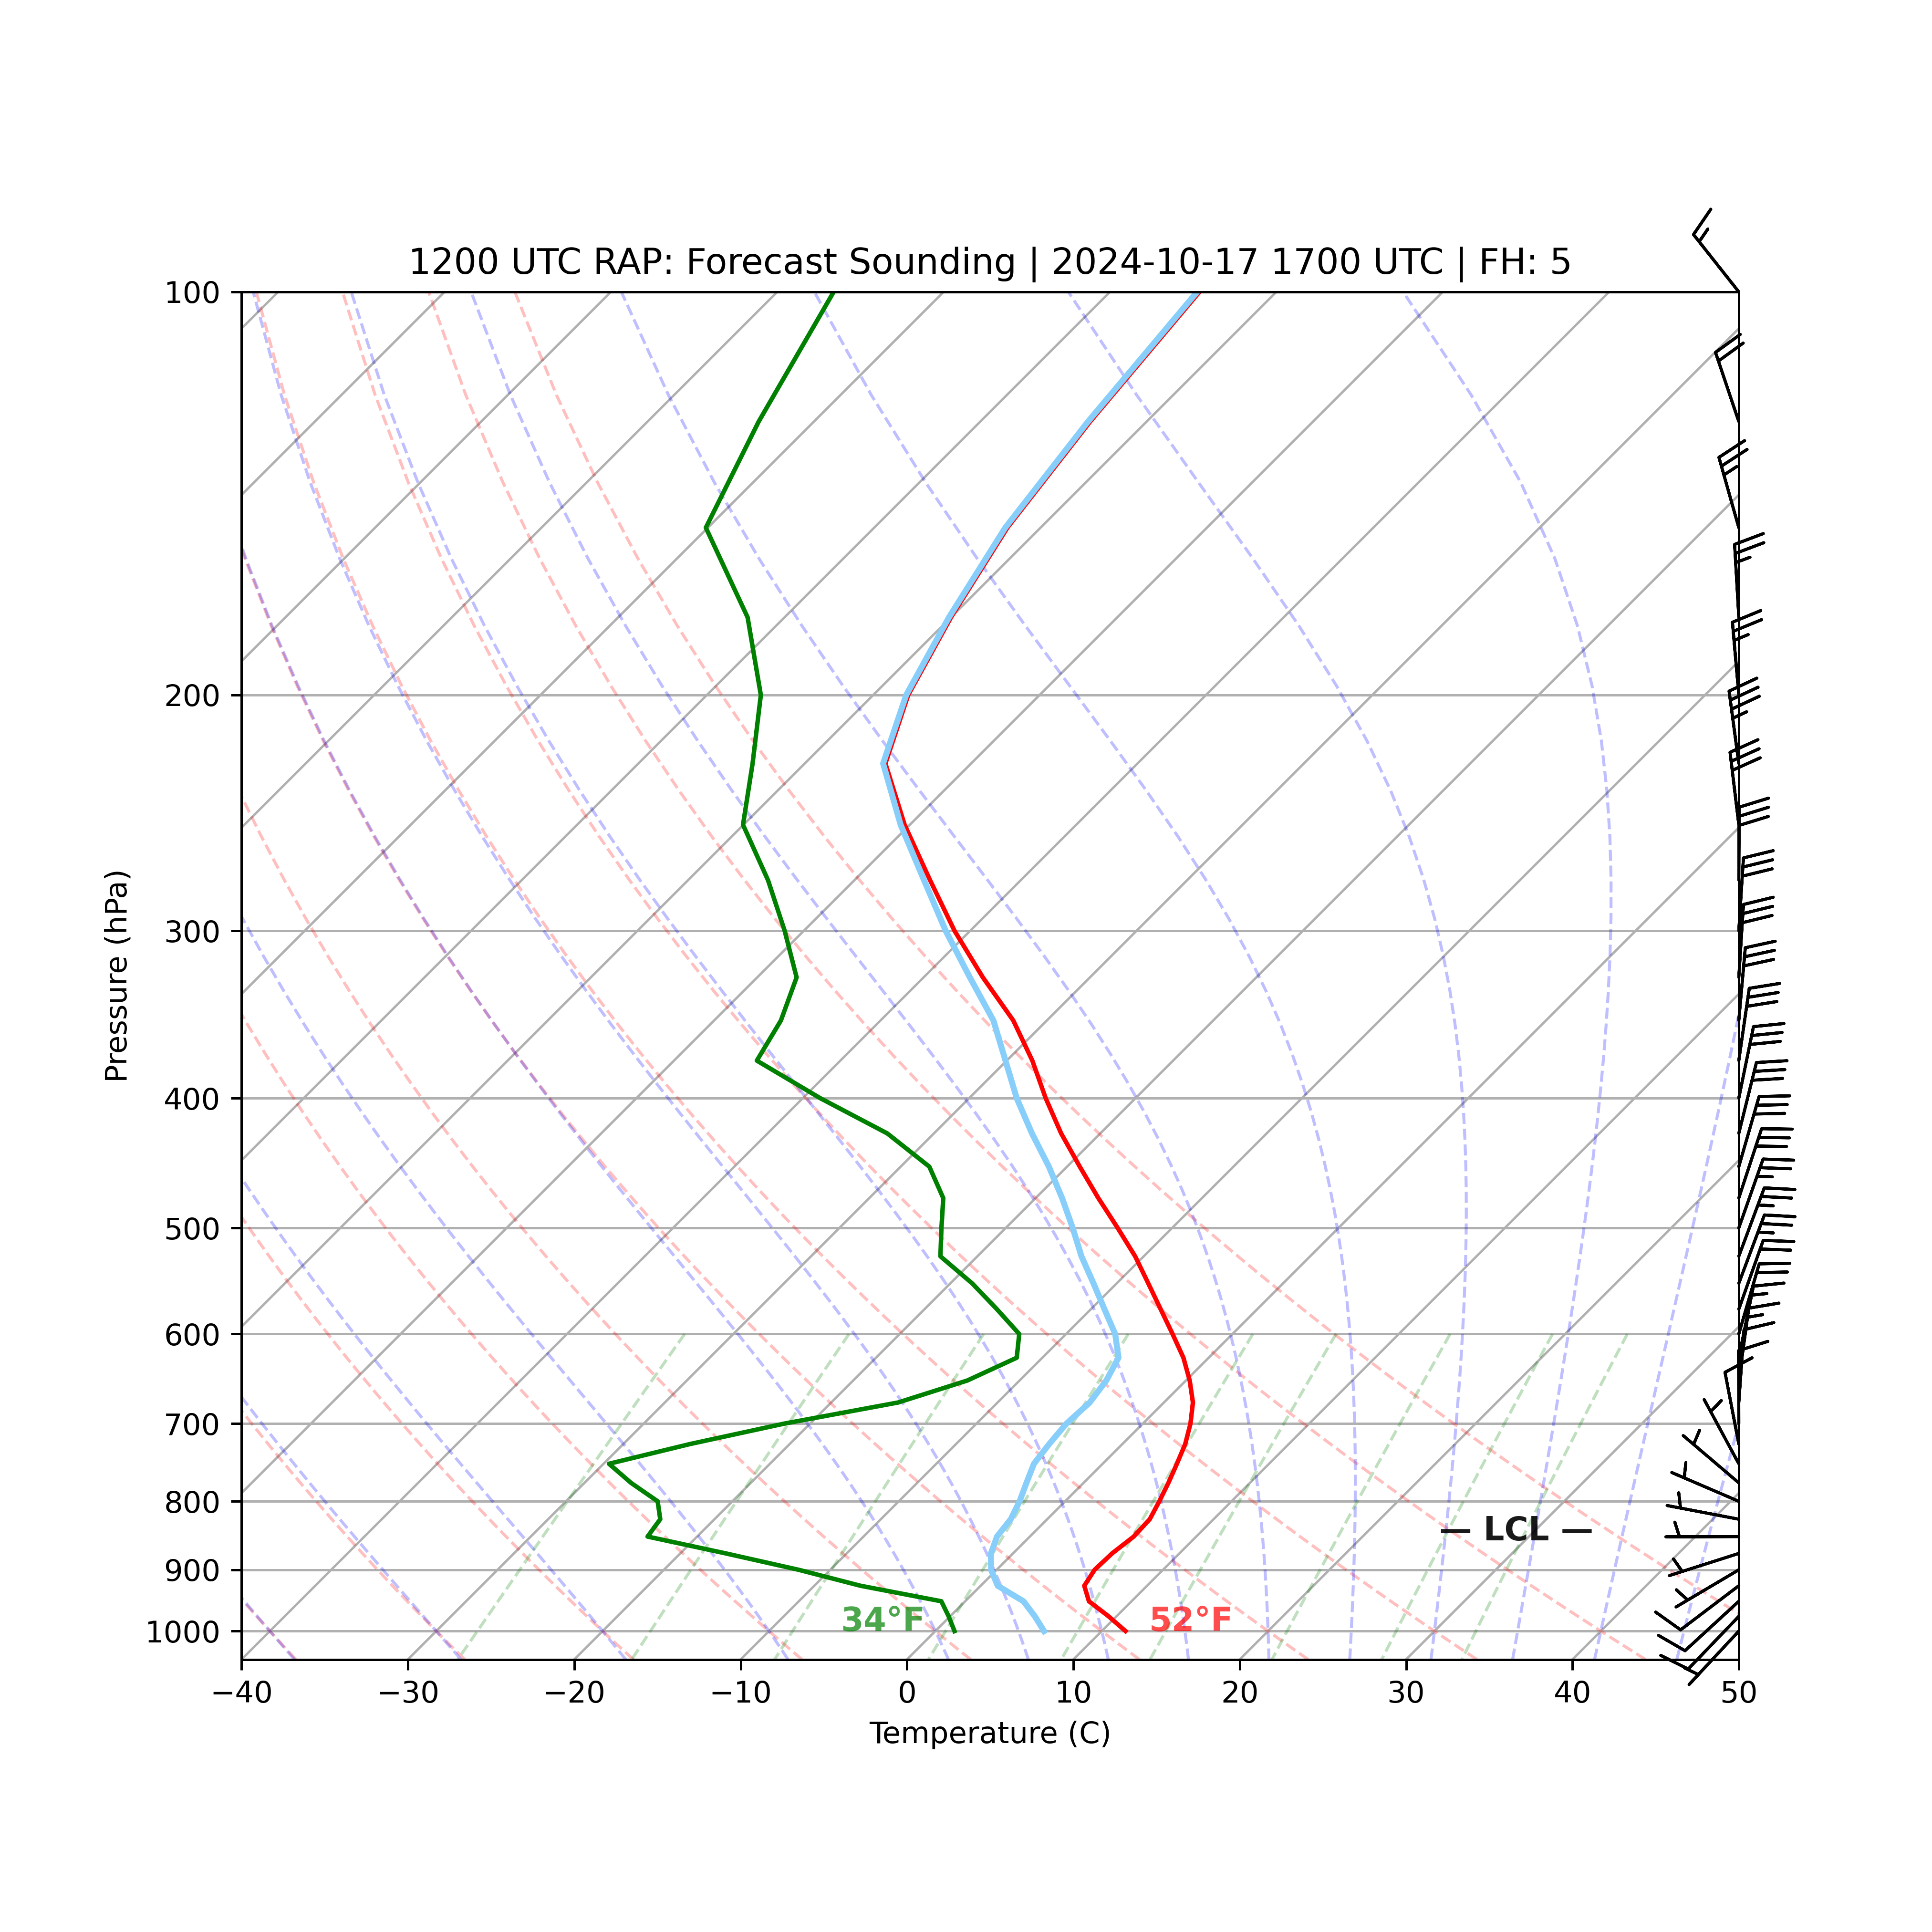 1200 UTC RAP: Forecast Sounding | 2024-10-17 1700 UTC | FH: 5
100
200
300
400
500
600
700
800
900
1000
Pressure (hPa)
— LCL —
34°F
52°F
−40 −30 −20 −10 0 10 20 30 40 50
Temperature (C)